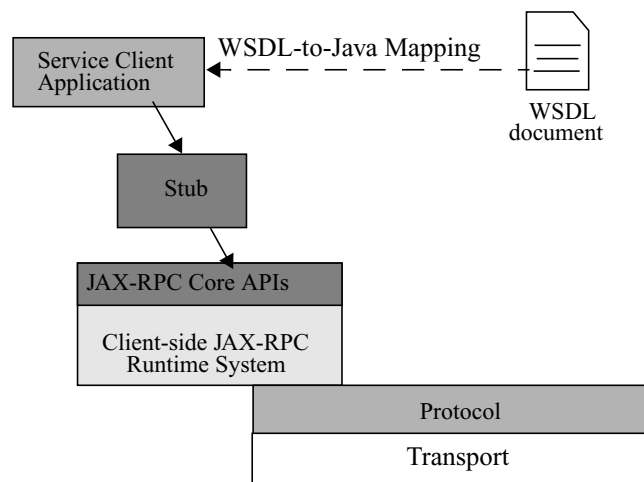 WSDL-to-Java Mapping
Service Client
Application
WSDL
document
Stub
JAX-RPC Core APIs
Client-side JAX-RPC
Runtime System
Protocol
Transport